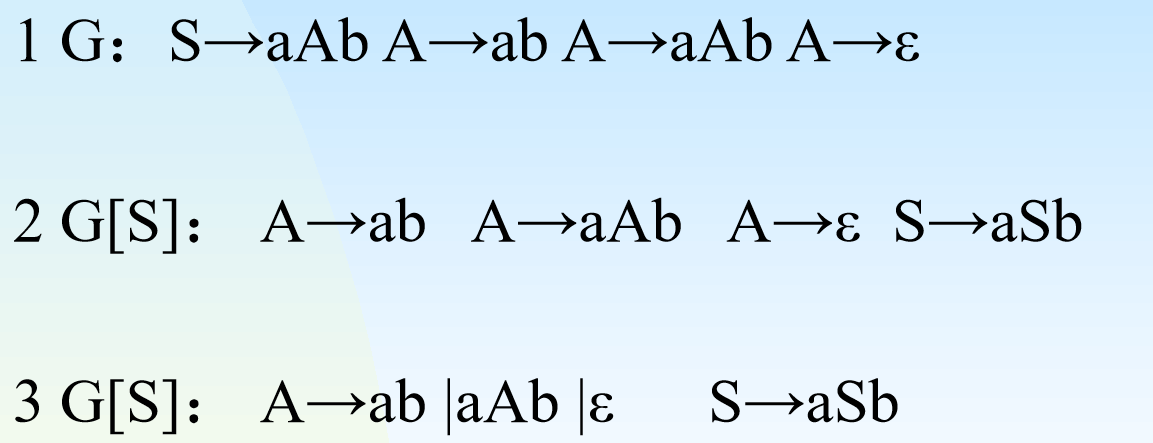 1 G：  S→aAb A→ab A→aAb A→ε
2 G[S]：  A→ab  A→aAb  A→ε  S→aSb
3 G[S]：  A→ab |aAb |ε    S→aSb